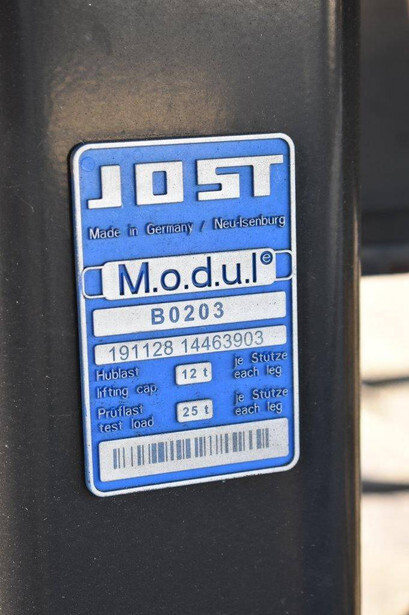 JOST
Made in Germany / Neu-Isenburg
M.o.d.u.l e
B0203
191128 14463903
Hublast 12 t je Stütze
lifting cap. each leg
Prüflast 25 t je Stütze
test load each leg